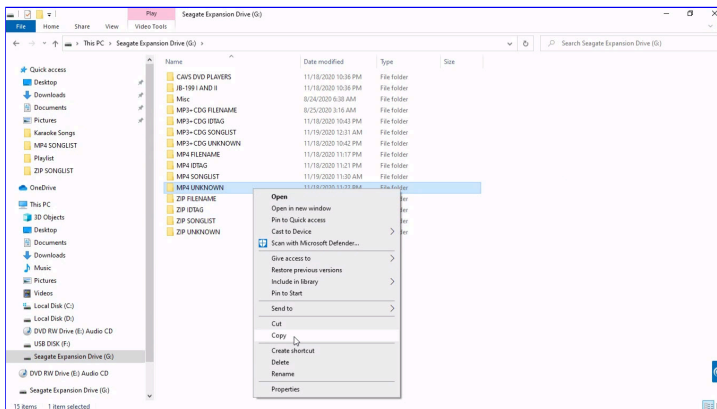 Play
Seagate Expansion Drive (G:)
File Home Share View Video Tools
This PC > Seagate Expansion Drive (G:) >
Search Seagate Expansion Drive (G:)
Name Date modified Type Size
Quick access
Desktop
Downloads
Documents
Pictures
Karaoke Songs
MP4 SONGLIST
Playlist
ZIP SONGLIST
OneDrive
This PC
3D Objects
Desktop
Documents
Downloads
Music
Pictures
Videos
Local Disk (C:)
Local Disk (D:)
DVD RW Drive (E:) Audio CD
USB DISK (F:)
Seagate Expansion Drive (G:)
DVD RW Drive (E:) Audio CD
Seagate Expansion Drive (G:)
CAVS DVD PLAYERS 11/18/2020 10:36 PM File folder
JB-199 I AND II 11/18/2020 10:36 PM File folder
Misc 8/24/2020 6:38 AM File folder
MP3+CDG FILENAME 8/25/2020 3:16 AM File folder
MP3+CDG IDTAG 11/18/2020 10:43 PM File folder
MP3+CDG SONGLIST 11/19/2020 12:31 AM File folder
MP3+CDG UNKNOWN 11/18/2020 10:42 PM File folder
MP4 FILENAME 11/18/2020 11:17 PM File folder
MP4 IDTAG 11/18/2020 11:21 PM File folder
MP4 SONGLIST 11/19/2020 11:30 AM File folder
MP4 UNKNOWN
ZIP FILENAME
ZIP IDTAG
ZIP SONGLIST
ZIP UNKNOWN
Open
Open in new window
Pin to Quick access
Cast to Device
Scan with Microsoft Defender...
Give access to
Restore previous versions
Include in library
Pin to Start
Send to
Cut
Copy
Create shortcut
Delete
Rename
Properties
15 items 1 item selected